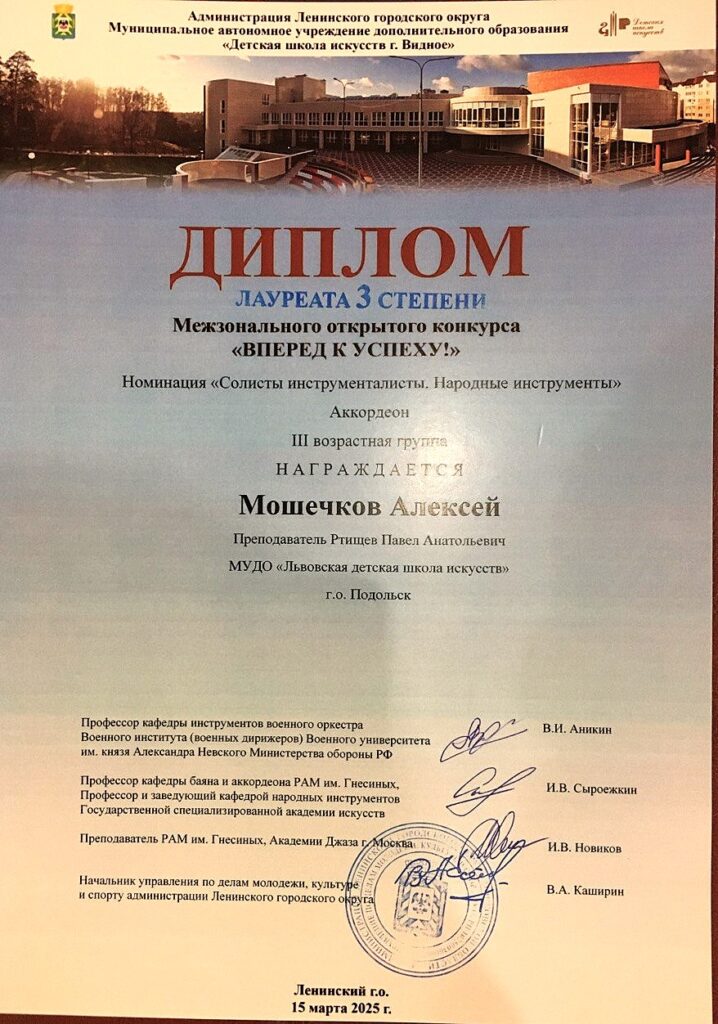 Администрация Ленинского городского округа
Муниципальное автономное учреждение дополнительного образования
«Детская школа искусств г. Видное»
Детская
школа
искусств
ДИПЛОМ
ЛАУРЕАТА 3 СТЕПЕНИ
Межзонального открытого конкурса
«ВПЕРЕД К УСПЕХУ!»
Номинация «Солисты инструменталисты. Народные инструменты»
Аккордеон
III возрастная группа
НАГРАЖДАЕТСЯ
Мошечков Алексей
Преподаватель Ртищев Павел Анатольевич
МУДО «Львовская детская школа искусств»
г.о. Подольск
Профессор кафедры инструментов военного оркестра
Военного института (военных дирижеров) Военного университета
им. князя Александра Невского Министерства обороны РФ
В.И. Аникин
Профессор кафедры баяна и аккордеона РАМ им. Гнесиных,
Профессор и заведующий кафедрой народных инструментов
Государственной специализированной академии искусств
И.В. Сыроежкин
Преподаватель РАМ им. Гнесиных, Академии Джаза г. Москва
И.В. Новиков
Начальник управления по делам молодежи, культуре
и спорту администрации Ленинского городского округа
В.А. Каширин
Ленинский г.о.
15 марта 2025 г.